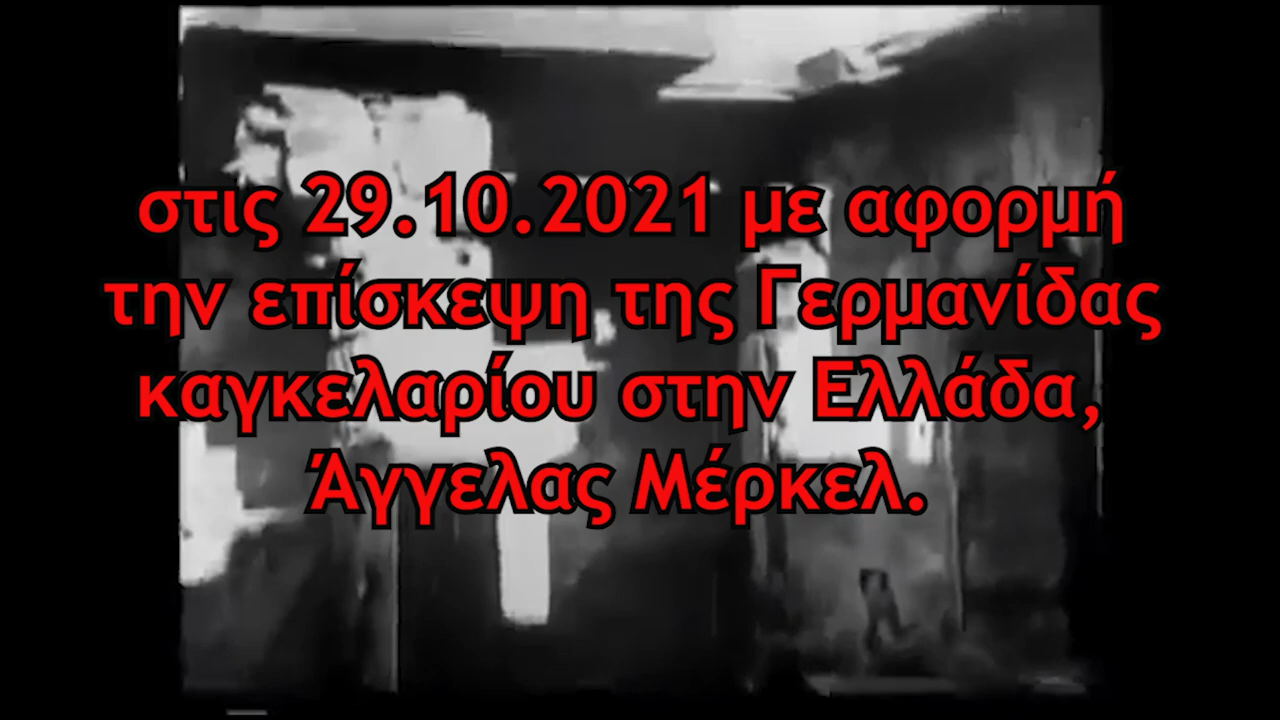 στις 29.10.2021 με αφορμή
την επίσκεψη της Γερμανίδας
καγκελαρίου στην Ελλάδα,
Άγγελας Μέρκελ.